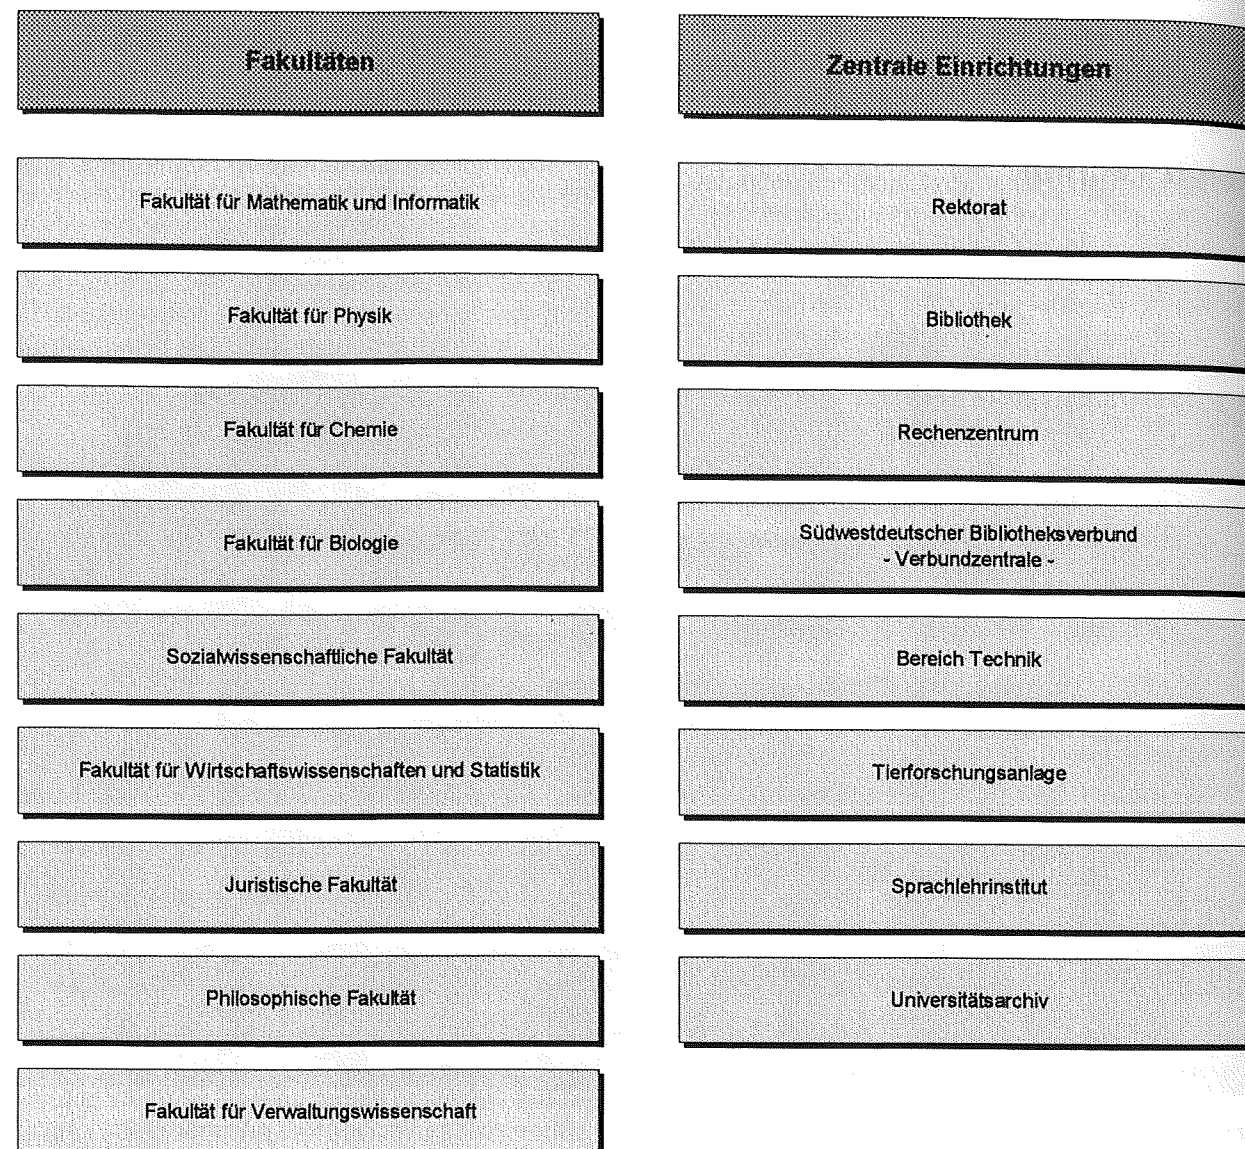 Fakultäten
Fakultät für Mathematik und Informatik
Fakultät für Physik
Fakultät für Chemie
Fakultät für Biologie
Sozialwissenschaftliche Fakultät
Fakultät für Wirtschaftswissenschaften und Statistik
Juristische Fakultät
Philosophische Fakultät
Fakultät für Verwaltungswissenschaft
Zentrale Einrichtungen
Rektorat
Bibliothek
Rechenzentrum
Südwestdeutscher Bibliotheksverbund
- Verbundzentrale -
Bereich Technik
Tierforschungsanlage
Sprachlehrinstitut
Universitätsarchiv